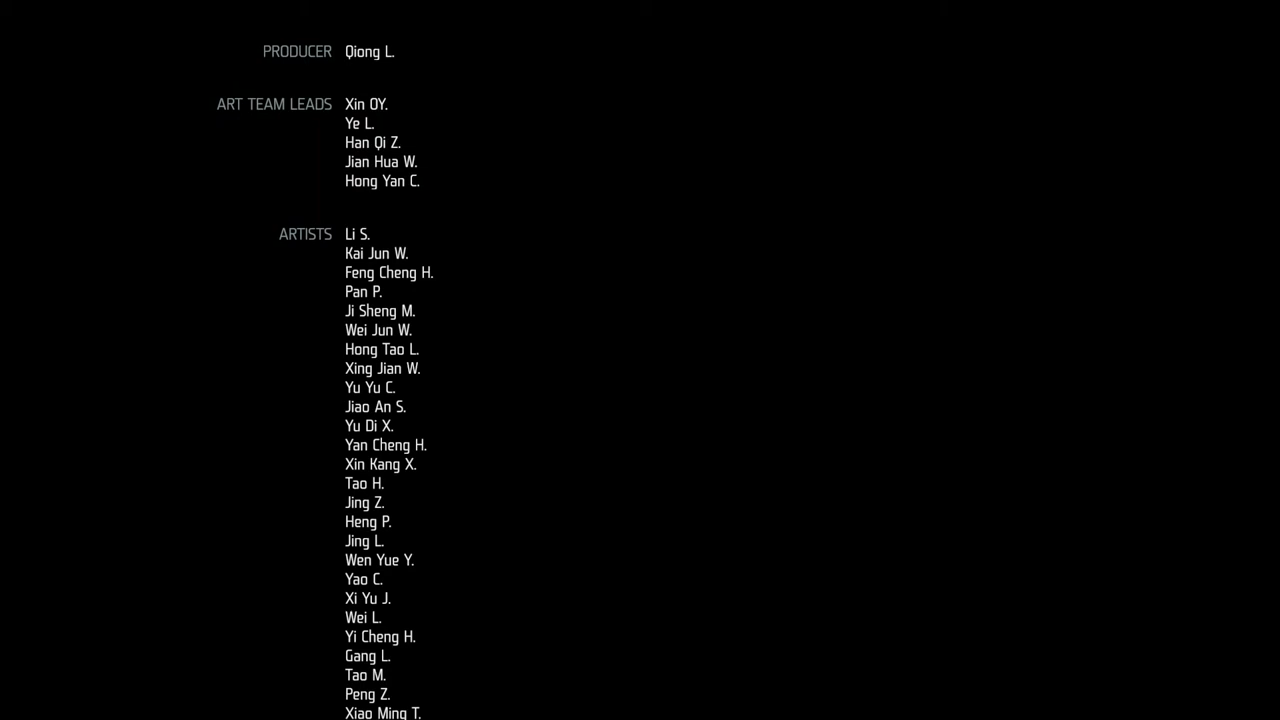 PRODUCER Qiong L.
ART TEAM LEADS Xin OY.
Ye L.
Han Qi Z.
Jian Hua W.
Hong Yan C.
ARTISTS Li S.
Kai Jun W.
Feng Cheng H.
Pan P.
Ji Sheng M.
Wei Jun W.
Hong Tao L.
Xing Jian W.
Yu Yu C.
Jiao An S.
Yu Di X.
Yan Cheng H.
Xin Kang X.
Tao H.
Jing Z.
Heng P.
Jing L.
Wen Yue Y.
Yao C.
Xi Yu J.
Wei L.
Yi Cheng H.
Gang L.
Tao M.
Peng Z.
Xiao Ming T.